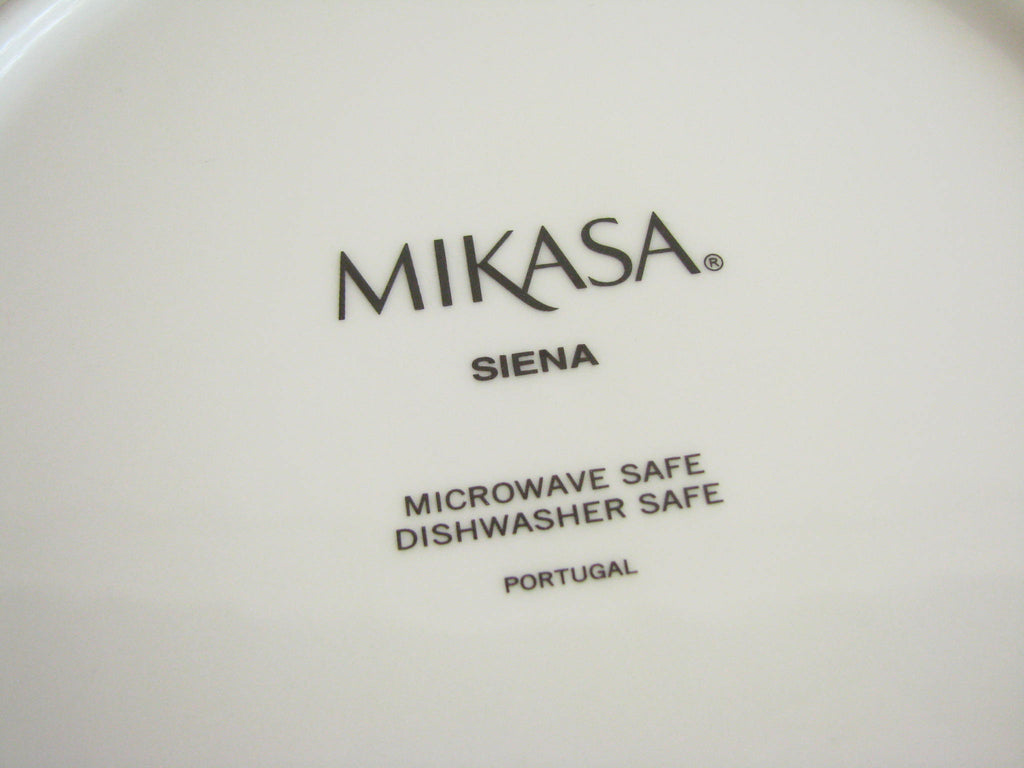 MIKASA®
SIENA
MICROWAVE SAFE
DISHWASHER SAFE
PORTUGAL